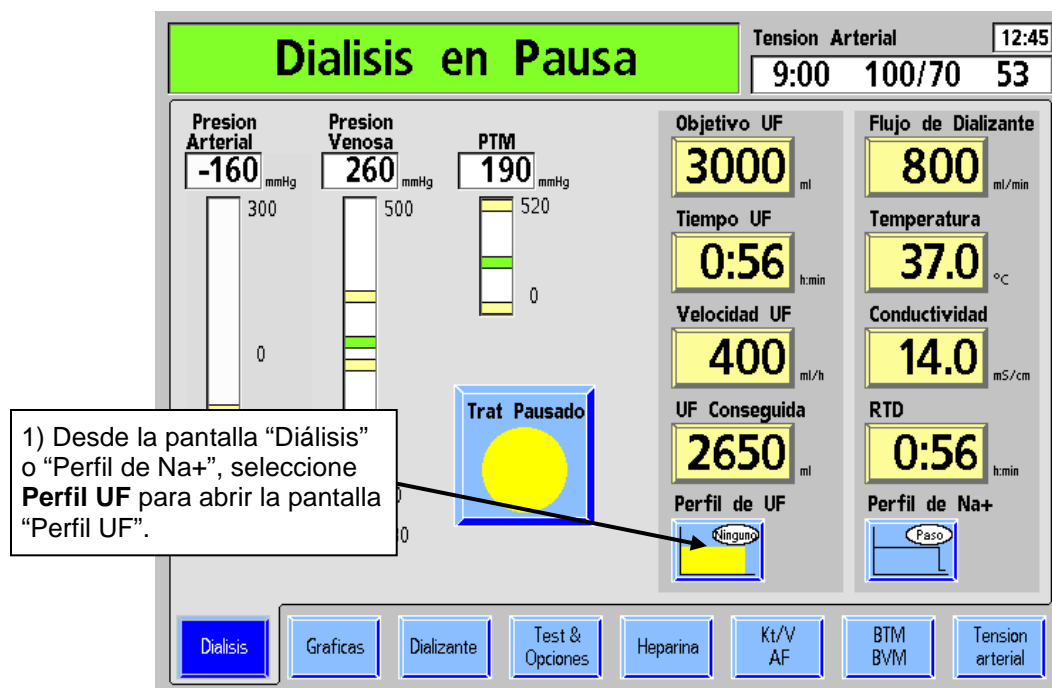 Dialisis en Pausa
Tension Arterial
12:45
9:00 100/70 53
Presion
Arterial
-160 mmHg
300
0
Presion
Venosa
260 mmHg
500
PTM
190 mmHg
520
0
Trat Pausado
Objetivo UF
3000 ml
Tiempo UF
0:56 h:min
Velocidad UF
400 ml/h
UF Conseguida
2650 ml
Perfil de UF
Ninguno
Flujo de Dializante
800 ml/min
Temperatura
37.0 °C
Conductividad
14.0 mS/cm
RTD
0:56 h:min
Perfil de Na+
Paso
1) Desde la pantalla “Diálisis”
o “Perfil de Na+”, seleccione
Perfil UF para abrir la pantalla
“Perfil UF”.
Dialisis
Graficas
Dializante
Test &
Opciones
Heparina
Kt/V
AF
BTM
BVM
Tension
arterial